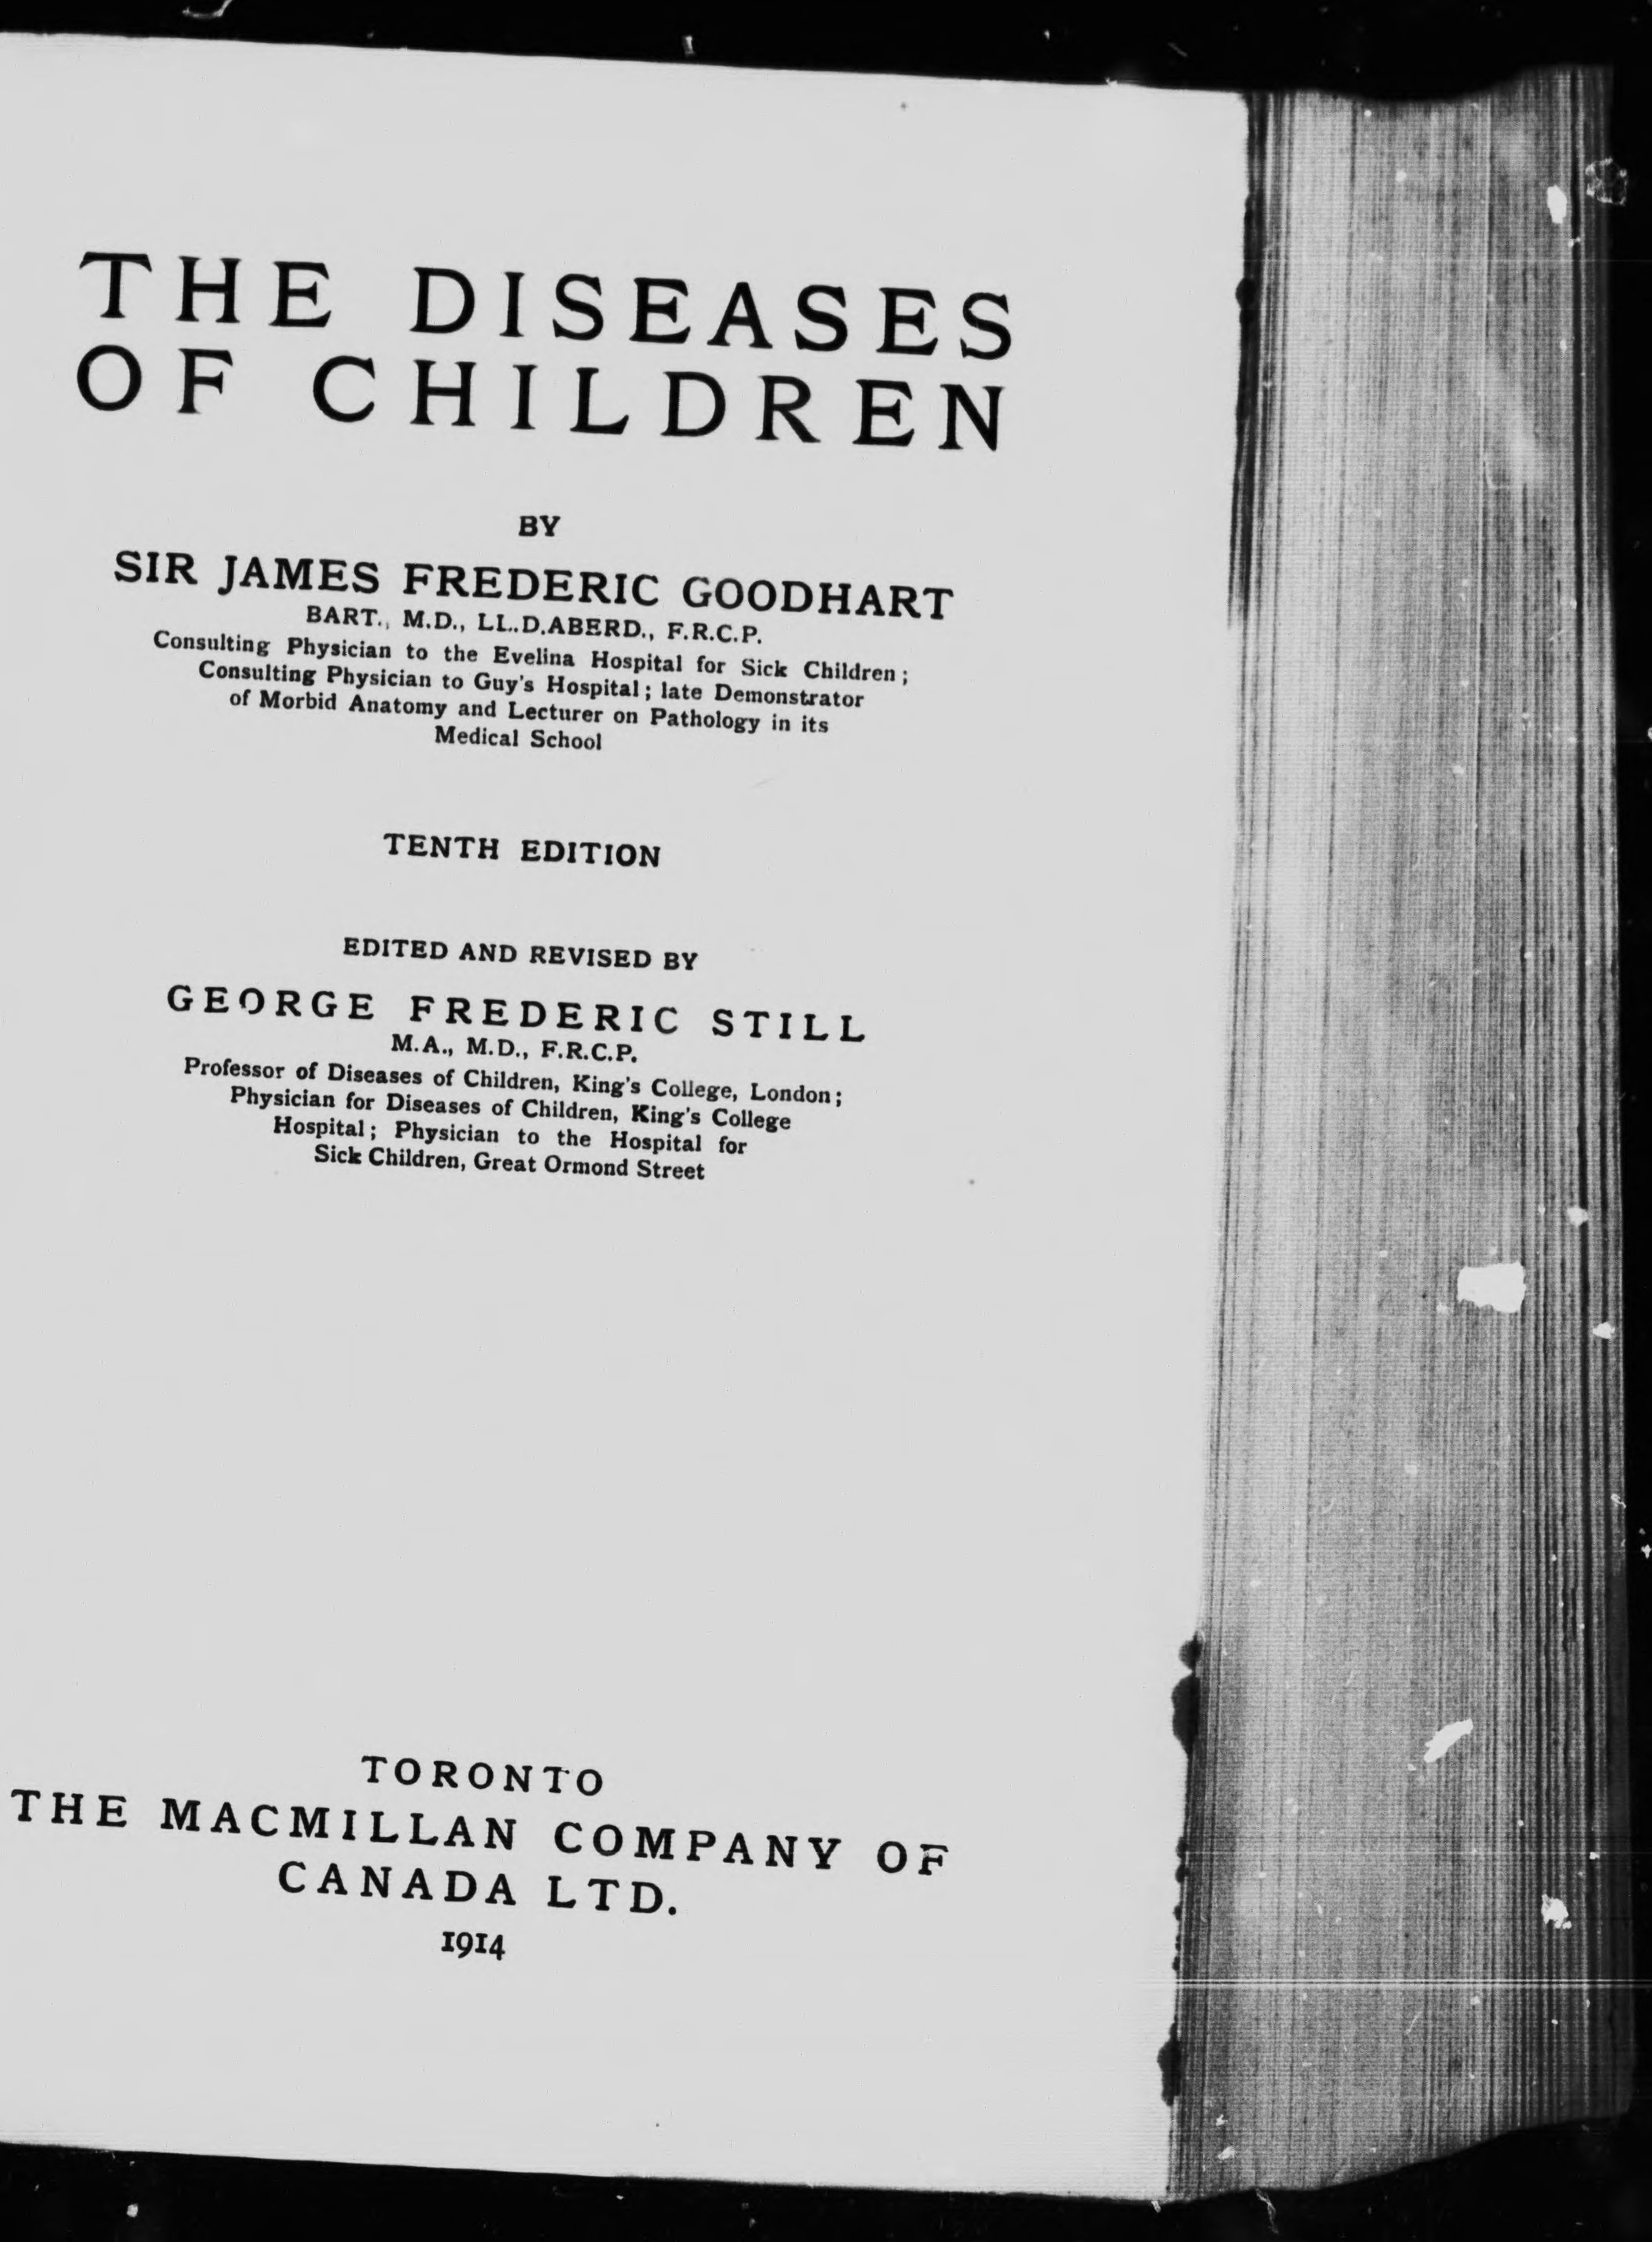 THE DISEASES
OF CHILDREN
BY
SIR JAMES FREDERIC GOODHART
BART., M.D., LL.D.ABERD., F.R.C.P.
Consulting Physician to the Evelina Hospital for Sick Children;
Consulting Physician to Guy's Hospital; late Demonstrator
of Morbid Anatomy and Lecturer on Pathology in its
Medical School
TENTH EDITION
EDITED AND REVISED BY
GEORGE FREDERIC STILL
M.A., M.D., F.R.C.P.
Professor of Diseases of Children, King's College, London;
Physician for Diseases of Children, King's College
Hospital; Physician to the Hospital for
Sick Children, Great Ormond Street
TORONTO
THE MACMILLAN COMPANY OF
CANADA LTD.
1914